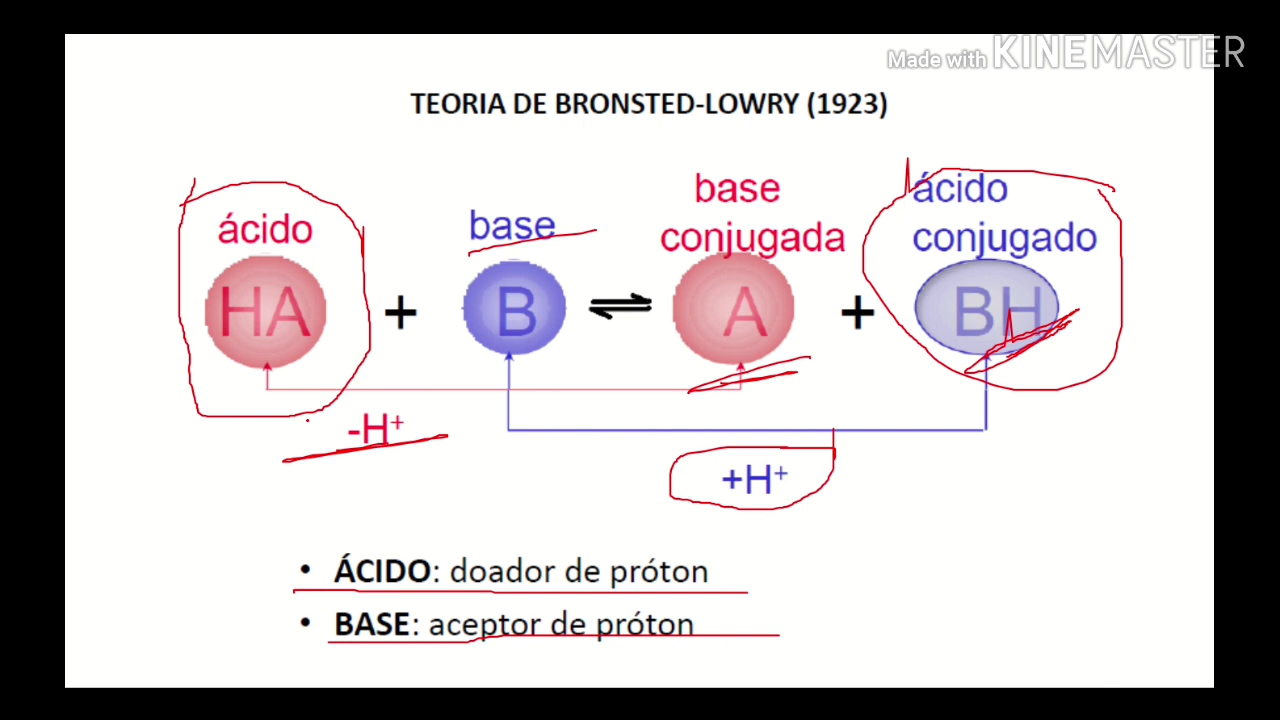 Made with KINEMASTER
TEORIA DE BRONSTED-LOWRY (1923)
ácido
base
base
conjugada
ácido
conjugado
HA + B ⇌ A + BH
-H⁺
+H⁺
• ÁCIDO: doador de próton
• BASE: aceptor de próton